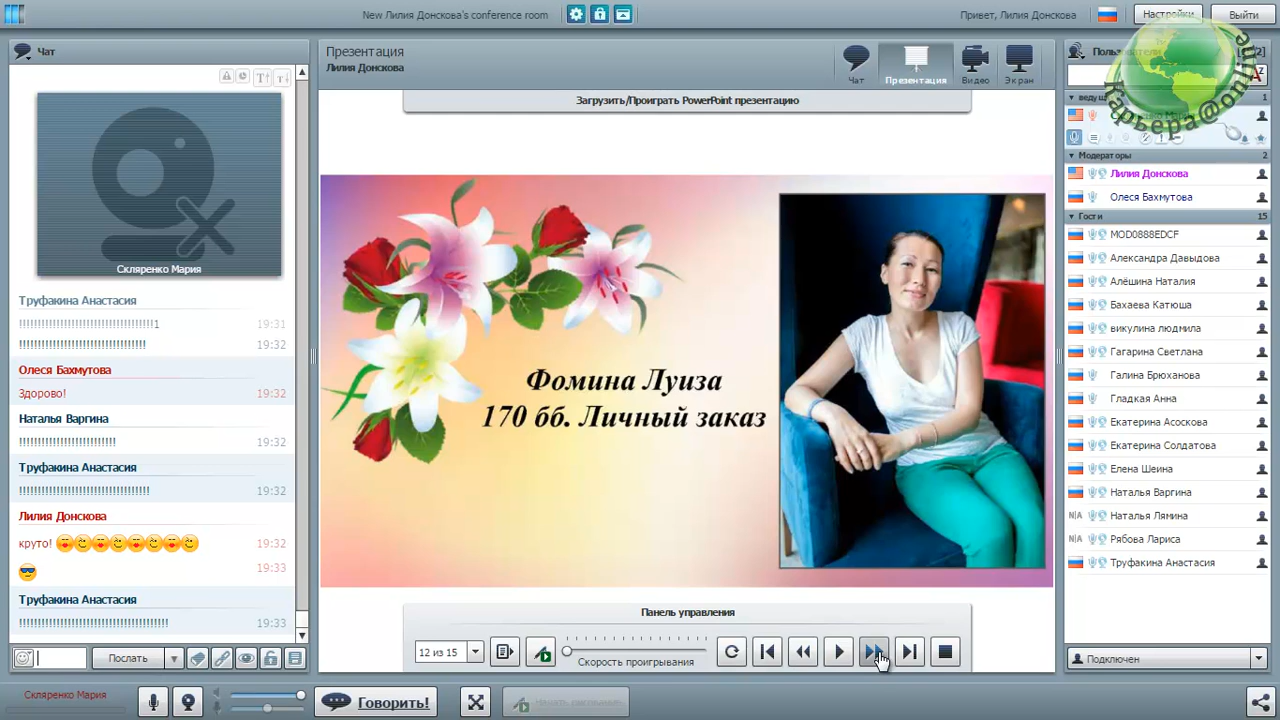 New Лилия Донскова's conference room
Привет, Лилия Донскова
Настройки
Выйти
Чат
Скляренко Мария
Труфакина Анастасия
!!!!!!!!!!!!!!!!!!!!!!!!!!!!!!!!!!!!!1 19:31
!!!!!!!!!!!!!!!!!!!!!!!!!!!!!!!!!! 19:32
Олеся Бахмутова
Здорово! 19:32
Наталья Варгина
!!!!!!!!!!!!!!!!!!!!!!!!!! 19:32
Труфакина Анастасия
!!!!!!!!!!!!!!!!!!!!!!!!!!!!!!!!!!! 19:32
Лилия Донскова
круто! 19:32
19:33
Труфакина Анастасия
!!!!!!!!!!!!!!!!!!!!!!!!!!!!!!!!!!!!!!!! 19:33
Послать
Презентация
Лилия Донскова
Чат
Презентация
Видео
Экран
Загрузить/Проиграть PowerPoint презентацию
Фомина Луиза
170 бб. Личный заказ
Панель управления
12 из 15
Скорость проигрывания
Карьера@online
Модераторы 2
Лилия Донскова
Олеся Бахмутова
Гости 15
MOD0888EDCF
Александра Давыдова
Алёшина Наталия
Бахаева Катюша
викулина людмила
Гагарина Светлана
Галина Брюханова
Гладкая Анна
Екатерина Асоскова
Екатерина Солдатова
Елена Шеина
Наталья Варгина
N|A Наталья Лямина
N|A Рябова Лариса
Труфакина Анастасия
Подключен
Скляренко Мария
Говорить!